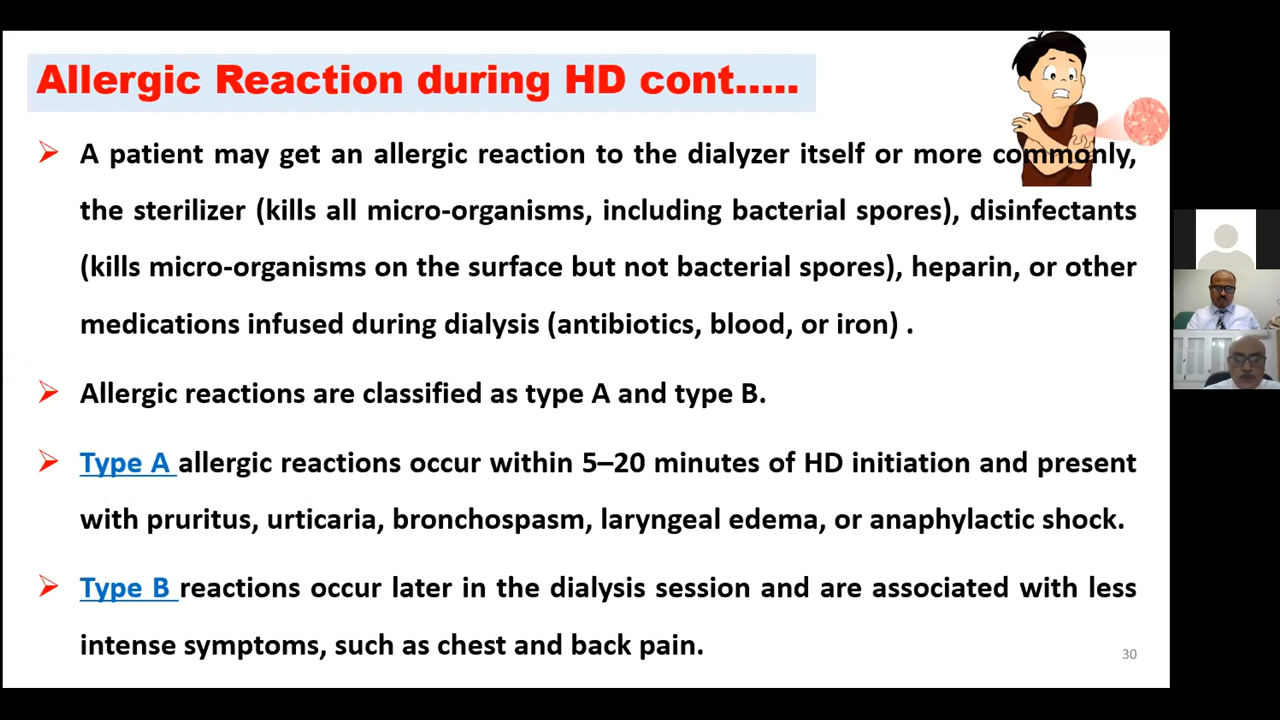 Allergic Reaction during HD cont.....
A patient may get an allergic reaction to the dialyzer itself or more commonly,
the sterilizer (kills all micro-organisms, including bacterial spores), disinfectants
(kills micro-organisms on the surface but not bacterial spores), heparin, or other
medications infused during dialysis (antibiotics, blood, or iron) .
Allergic reactions are classified as type A and type B.
Type A allergic reactions occur within 5–20 minutes of HD initiation and present
with pruritus, urticaria, bronchospasm, laryngeal edema, or anaphylactic shock.
Type B reactions occur later in the dialysis session and are associated with less
intense symptoms, such as chest and back pain.
30